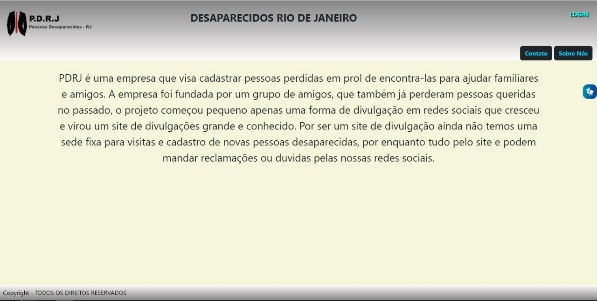 P.D.R.J
Pessoas Desaparecidas - RJ
DESAPARECIDOS RIO DE JANEIRO
LOGIN
Contato
Sobre Nós
PDRJ é uma empresa que visa cadastrar pessoas perdidas em prol de encontra-las para ajudar familiares
e amigos. A empresa foi fundada por um grupo de amigos, que também já perderam pessoas queridas
no passado, o projeto começou pequeno apenas uma forma de divulgação em redes sociais que cresceu
e virou um site de divulgações grande e conhecido. Por ser um site de divulgação ainda não temos uma
sede fixa para visitas e cadastro de novas pessoas desaparecidas, por enquanto tudo pelo site e podem
mandar reclamações ou duvidas pelas nossas redes sociais.
Copyright - TODOS OS DIREITOS RESERVADOS